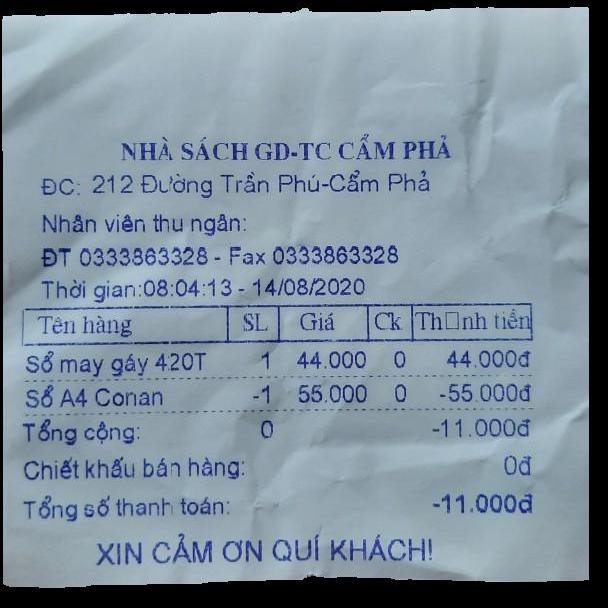 NHÀ SÁCH GD-TC CẨM PHẢ
ĐC: 212 Đường Trần Phú-Cẩm Phả
Nhân viên thu ngân:
ĐT 0333863328 - Fax 0333863328
Thời gian:08:04:13 - 14/08/2020
Tên hàng SL Giá Ck Th□nh tiền
Sổ may gáy 420T 1 44.000 0 44.000đ
Sổ A4 Conan -1 55.000 0 -55.000đ
Tổng cộng: 0 -11.000đ
Chiết khấu bán hàng: 0đ
Tổng số thanh toán: -11.000đ
XIN CẢM ƠN QUÍ KHÁCH!